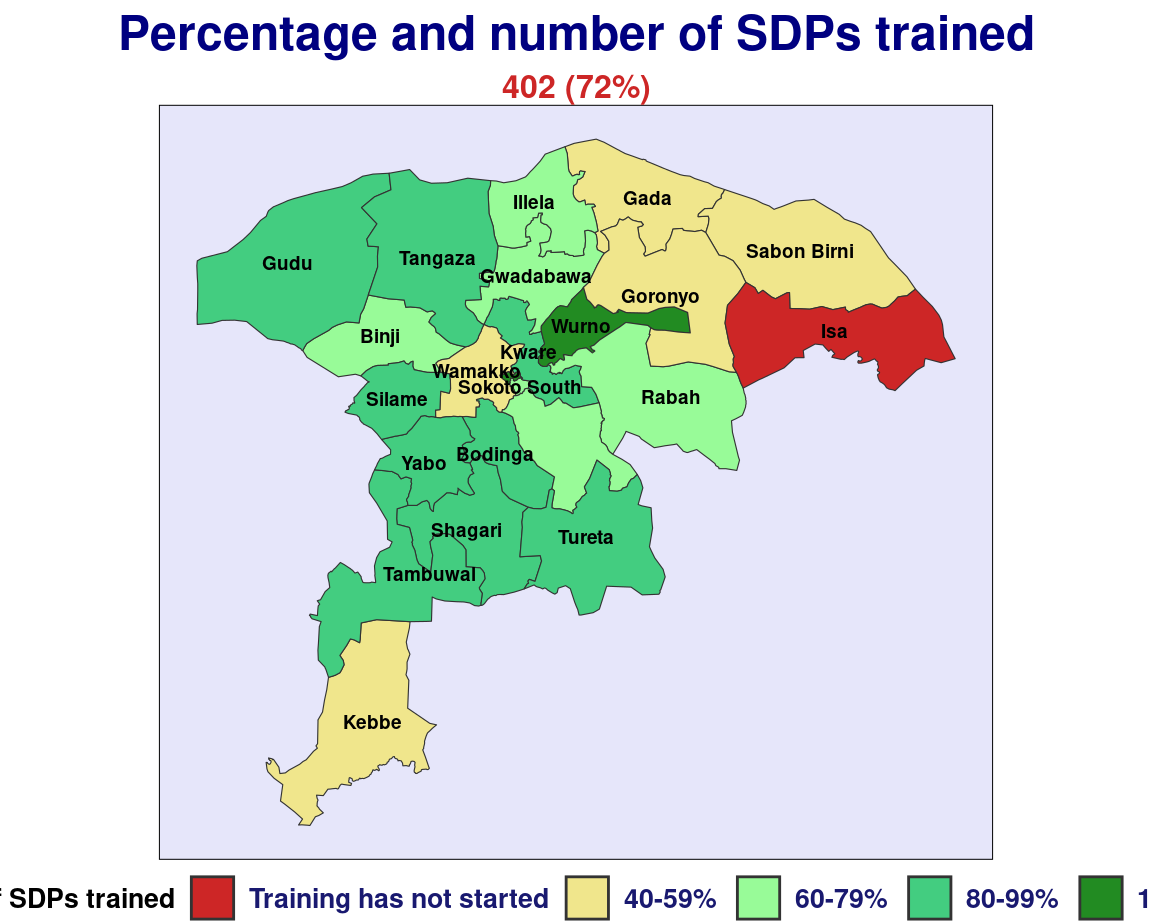 Percentage and number of SDPs trained
402 (72%)
Illela
Gada
Sabon Birni
Gudu
Tangaza
Gwadabawa
Goronyo
Wurno
Isa
Binji
Kware
Wamakko
Sokoto South
Silame
Rabah
Bodinga
Yabo
Shagari
Tureta
Tambuwal
Kebbe
SDPs trained Training has not started 40-59% 60-79% 80-99% 1